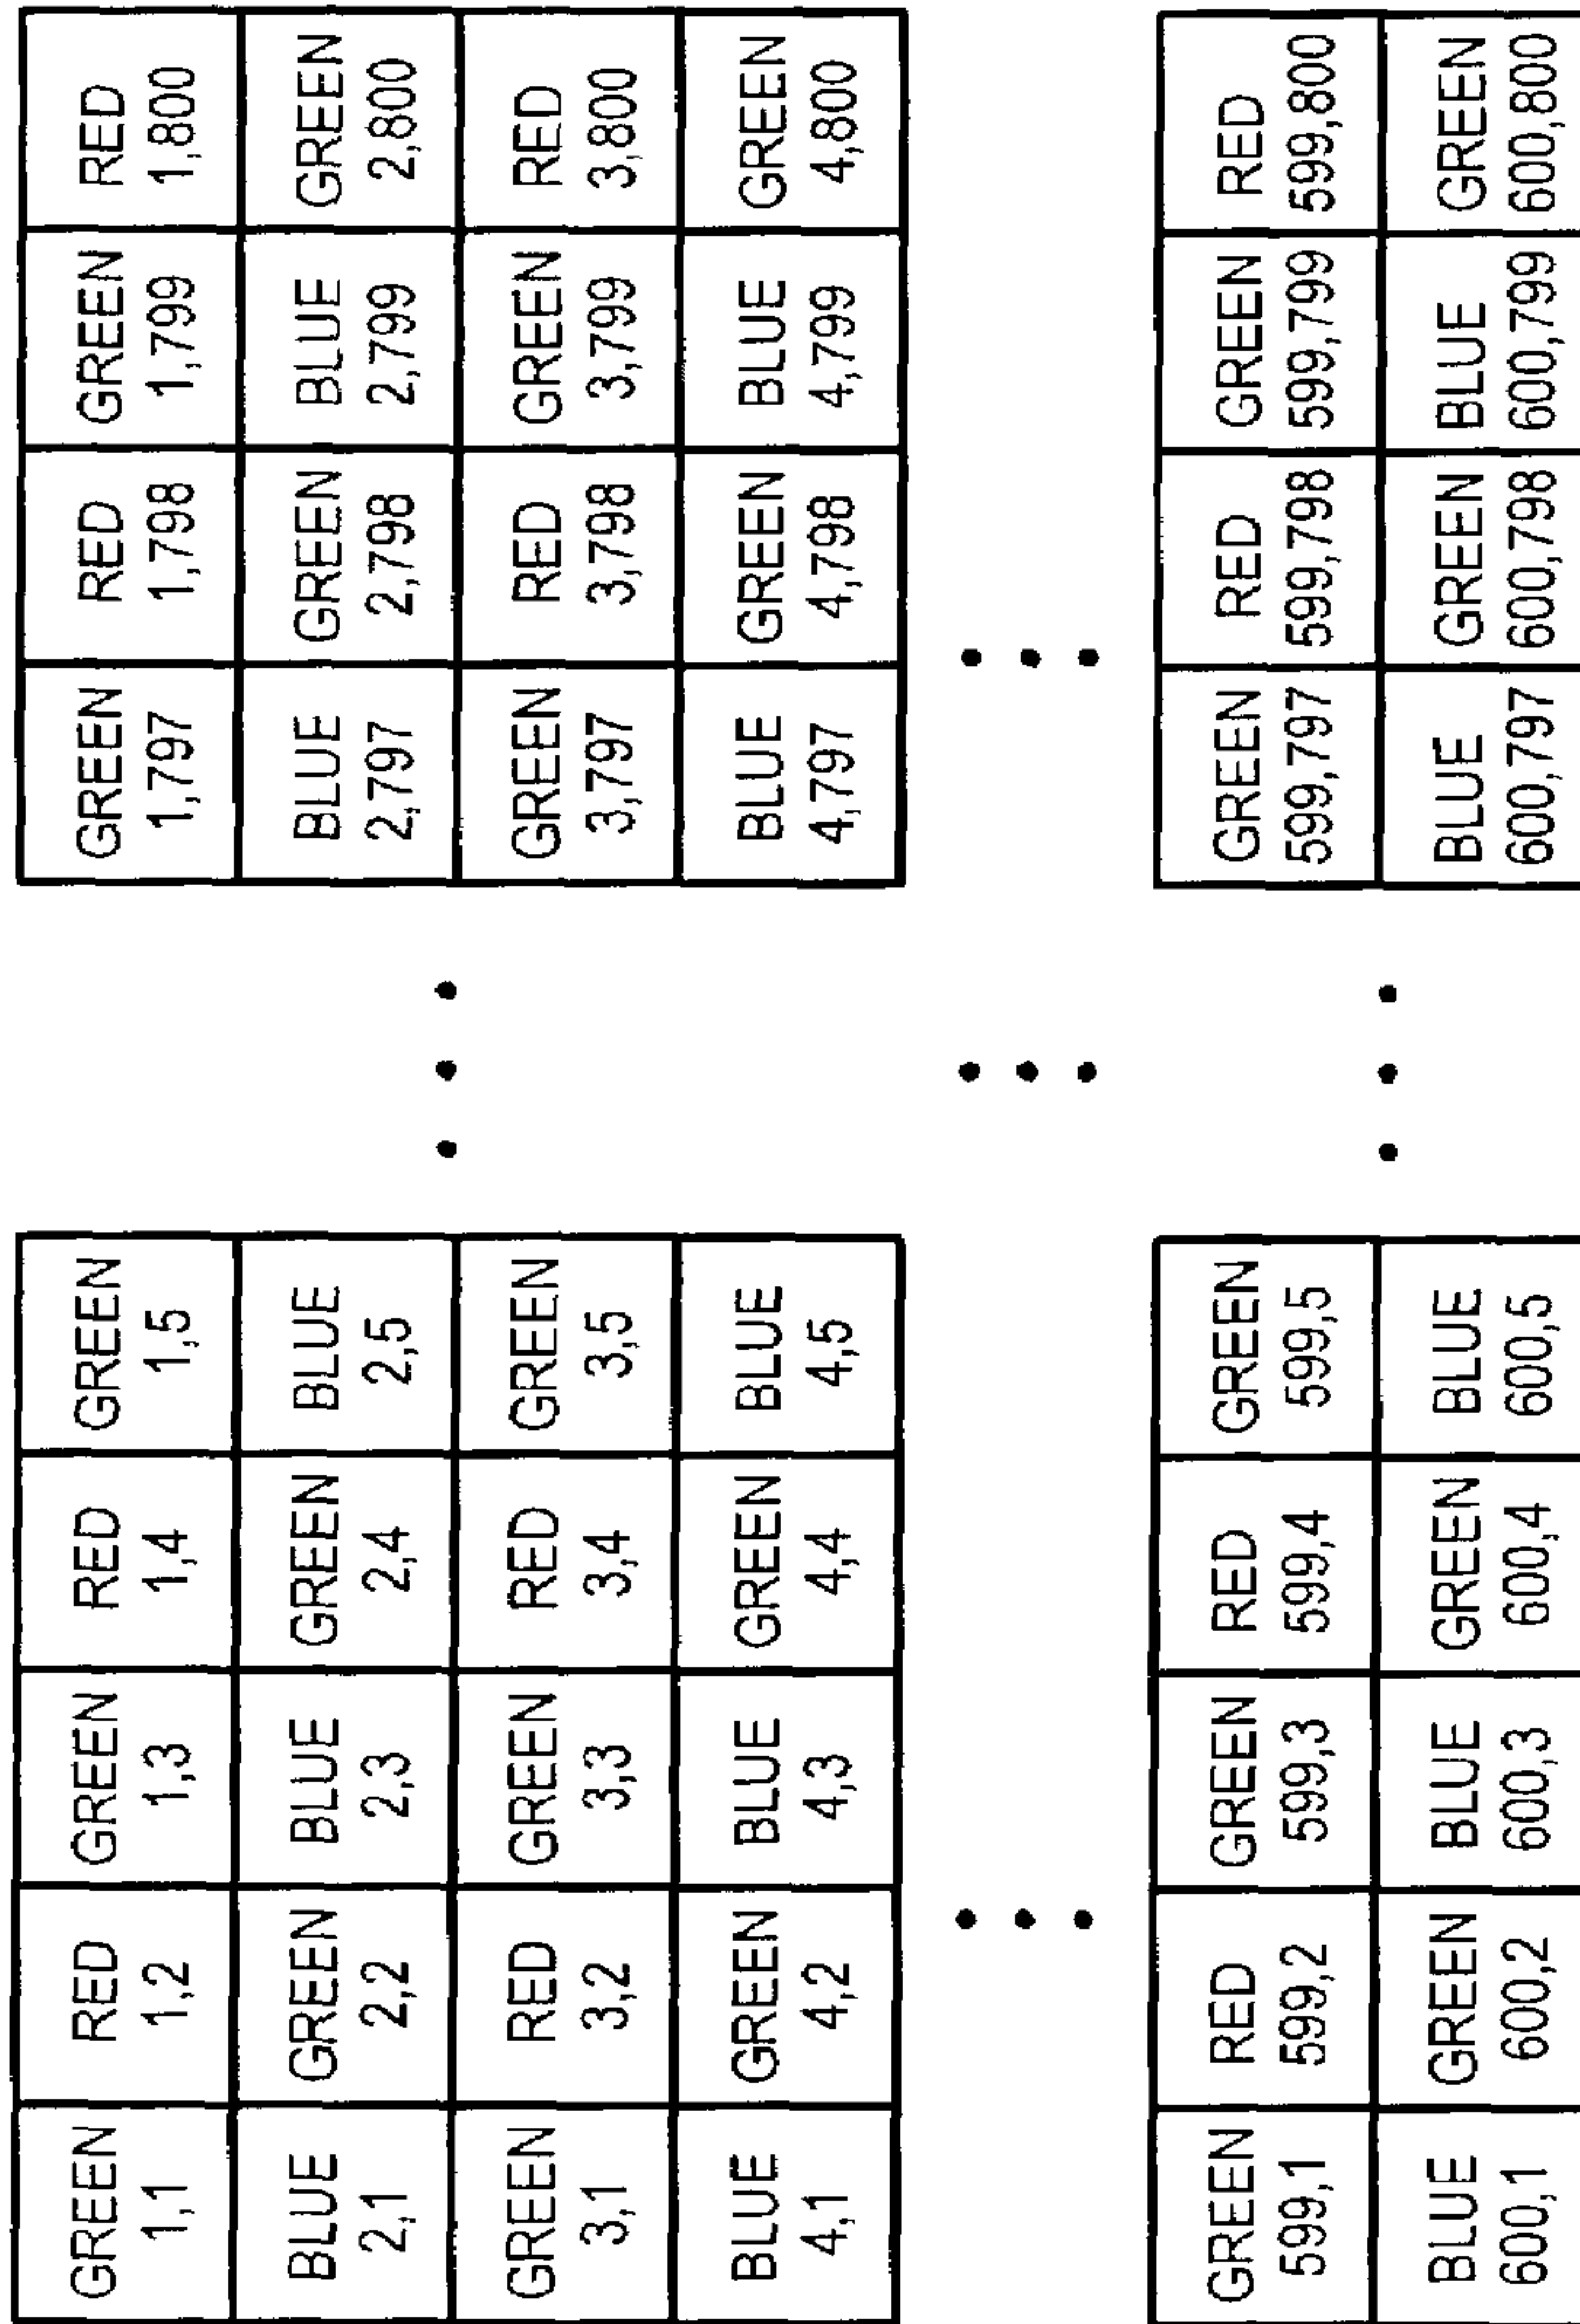 GREEN
1,1
RED
1,2
GREEN
1,3
RED
1,4
GREEN
1,5
GREEN
1,797
RED
1,798
GREEN
1,799
RED
1,800
BLUE
2,1
GREEN
2,2
BLUE
2,3
GREEN
2,4
BLUE
2,5
BLUE
2,797
GREEN
2,798
BLUE
2,799
GREEN
2,800
GREEN
3,1
RED
3,2
GREEN
3,3
RED
3,4
GREEN
3,5
GREEN
3,797
RED
3,798
GREEN
3,799
RED
3,800
BLUE
4,1
GREEN
4,2
BLUE
4,3
GREEN
4,4
BLUE
4,5
BLUE
4,797
GREEN
4,798
BLUE
4,799
GREEN
4,800
GREEN
599,1
RED
599,2
GREEN
599,3
RED
599,4
GREEN
599,5
GREEN
599,797
RED
599,798
GREEN
599,799
RED
599,800
BLUE
600,1
GREEN
600,2
BLUE
600,3
GREEN
600,4
BLUE
600,5
BLUE
600,797
GREEN
600,798
BLUE
600,799
GREEN
600,800